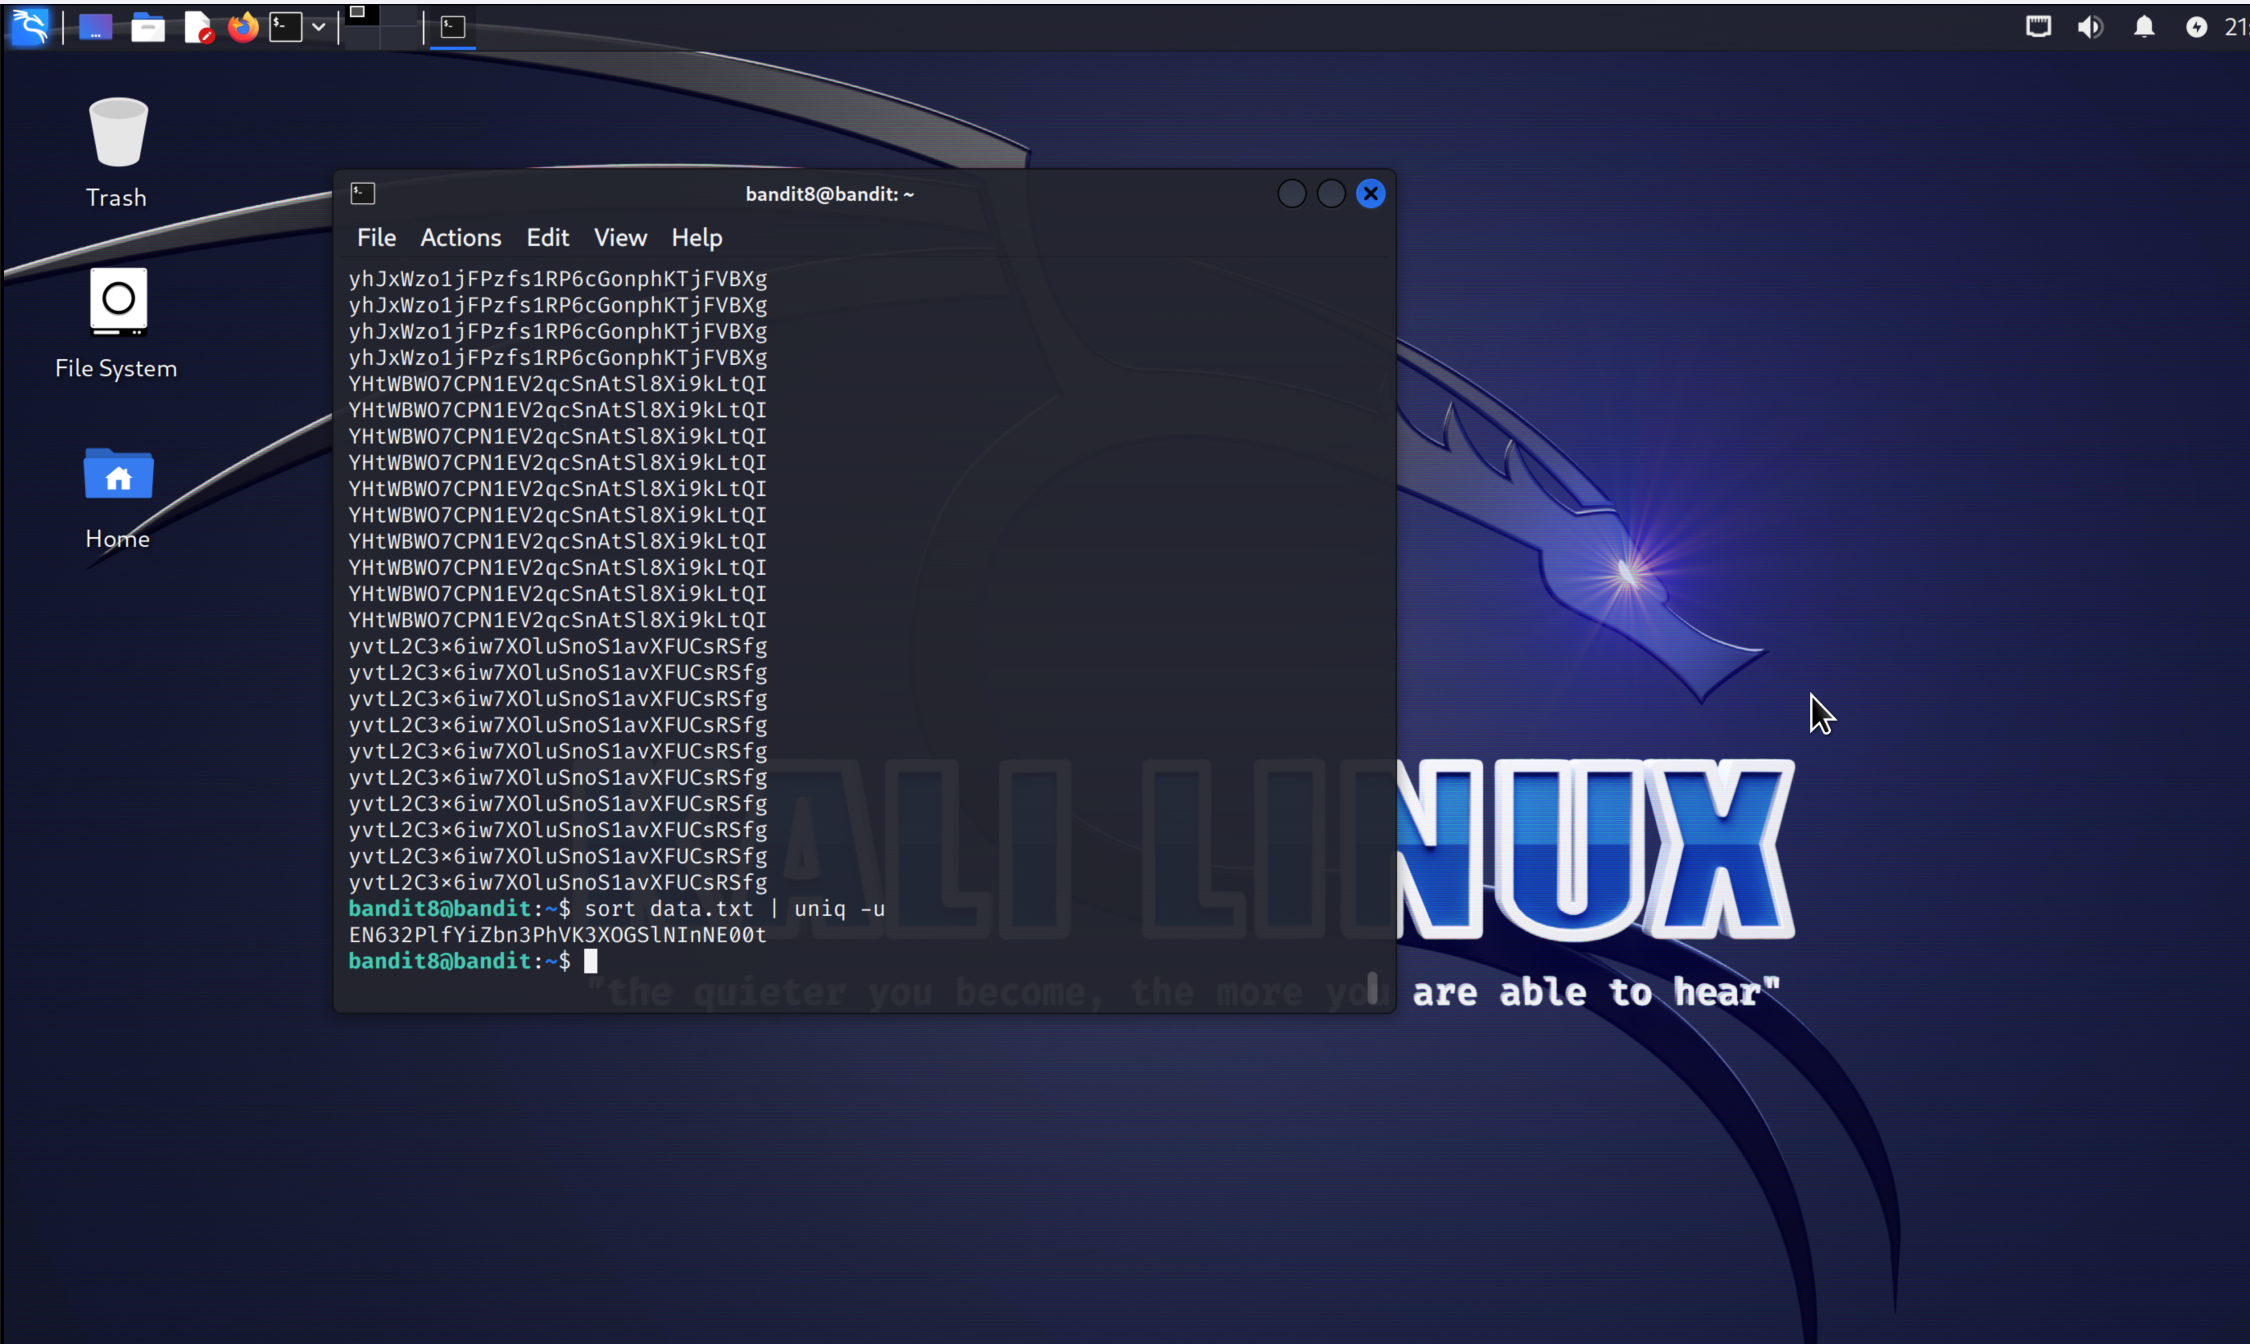 21:
Trash
File System
Home
bandit8@bandit: ~
File Actions Edit View Help
yhJxWzo1jFPzfs1RP6cGonphKTjFVBXg
yhJxWzo1jFPzfs1RP6cGonphKTjFVBXg
yhJxWzo1jFPzfs1RP6cGonphKTjFVBXg
yhJxWzo1jFPzfs1RP6cGonphKTjFVBXg
YHtWBWO7CPN1EV2qcSnAtSl8Xi9kLtQI
YHtWBWO7CPN1EV2qcSnAtSl8Xi9kLtQI
YHtWBWO7CPN1EV2qcSnAtSl8Xi9kLtQI
YHtWBWO7CPN1EV2qcSnAtSl8Xi9kLtQI
YHtWBWO7CPN1EV2qcSnAtSl8Xi9kLtQI
YHtWBWO7CPN1EV2qcSnAtSl8Xi9kLtQI
YHtWBWO7CPN1EV2qcSnAtSl8Xi9kLtQI
YHtWBWO7CPN1EV2qcSnAtSl8Xi9kLtQI
YHtWBWO7CPN1EV2qcSnAtSl8Xi9kLtQI
YHtWBWO7CPN1EV2qcSnAtSl8Xi9kLtQI
yvtL2C3×6iw7XOluSnoS1avXFUCsRSfg
yvtL2C3×6iw7XOluSnoS1avXFUCsRSfg
yvtL2C3×6iw7XOluSnoS1avXFUCsRSfg
yvtL2C3×6iw7XOluSnoS1avXFUCsRSfg
yvtL2C3×6iw7XOluSnoS1avXFUCsRSfg
yvtL2C3×6iw7XOluSnoS1avXFUCsRSfg
yvtL2C3×6iw7XOluSnoS1avXFUCsRSfg
yvtL2C3×6iw7XOluSnoS1avXFUCsRSfg
yvtL2C3×6iw7XOluSnoS1avXFUCsRSfg
yvtL2C3×6iw7XOluSnoS1avXFUCsRSfg
bandit8@bandit:~$ sort data.txt | uniq -u
EN632PlfYiZbn3PhVK3XOGSlNInNE00t
bandit8@bandit:~$
KALI LINUX
"the quieter you become, the more you are able to hear"